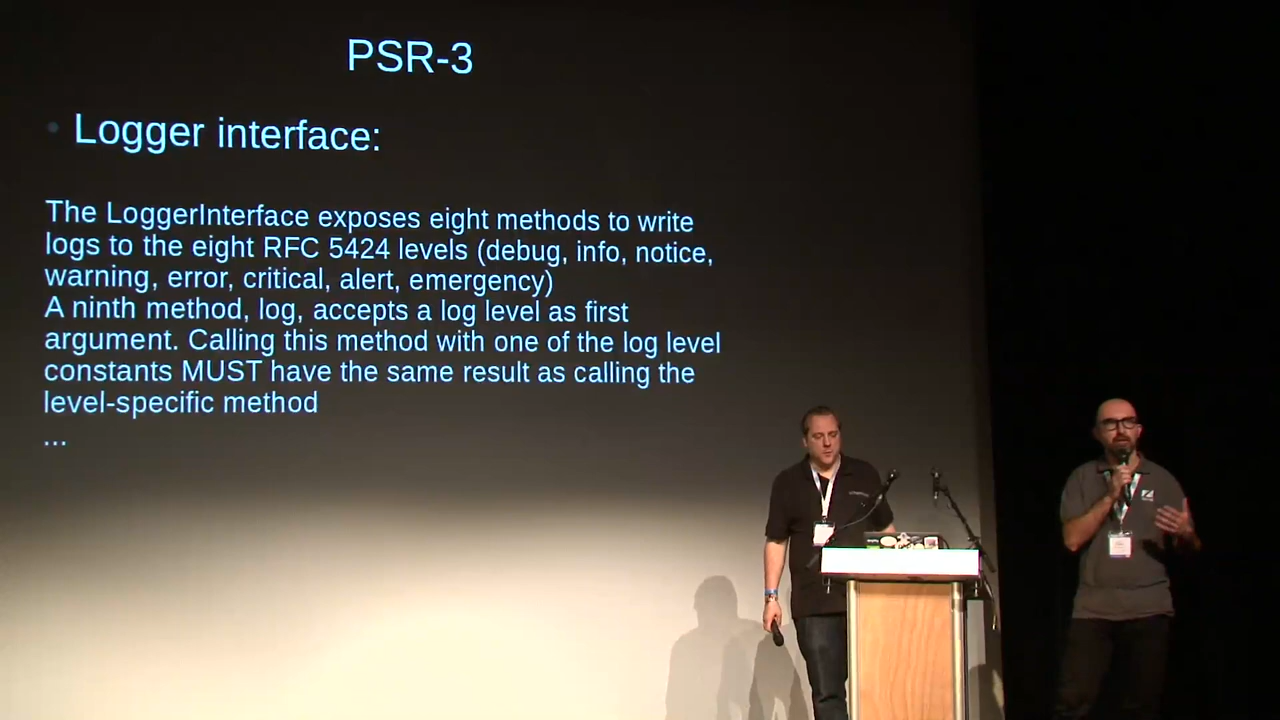 PSR-3
• Logger interface:
The LoggerInterface exposes eight methods to write
logs to the eight RFC 5424 levels (debug, info, notice,
warning, error, critical, alert, emergency)
A ninth method, log, accepts a log level as first
argument. Calling this method with one of the log level
constants MUST have the same result as calling the
level-specific method
...